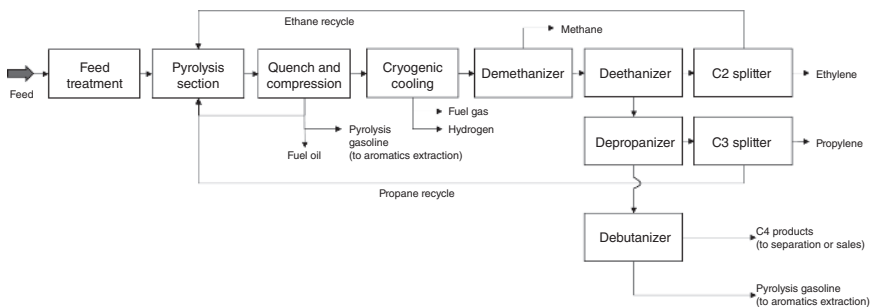 Ethane recycle
Methane
Feed
treatment
Pyrolysis
section
Quench and
compression
Cryogenic
cooling
Demethanizer
Deethanizer
C2 splitter
Ethylene
Feed
Fuel gas
Hydrogen
Pyrolysis
gasoline
(to aromatics extraction)
Fuel oil
Depropanizer
C3 splitter
Propylene
Propane recycle
Debutanizer
C4 products
(to separation or sales)
Pyrolysis gasoline
(to aromatics extraction)